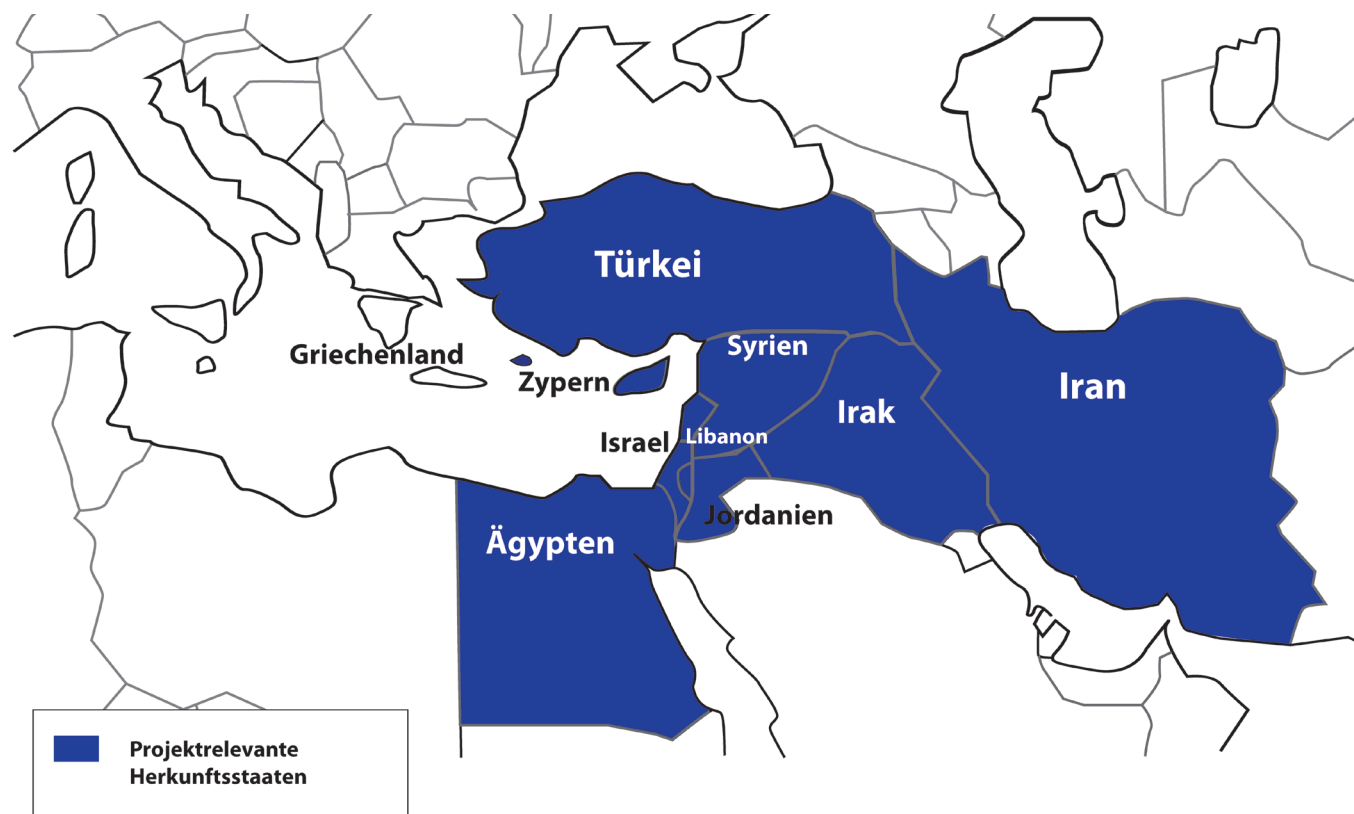 Türkei
Griechenland
Syrien
Zypern
Iran
Irak
Israel
Libanon
Jordanien
Ägypten
Projektrelevante
Herkunftsstaaten